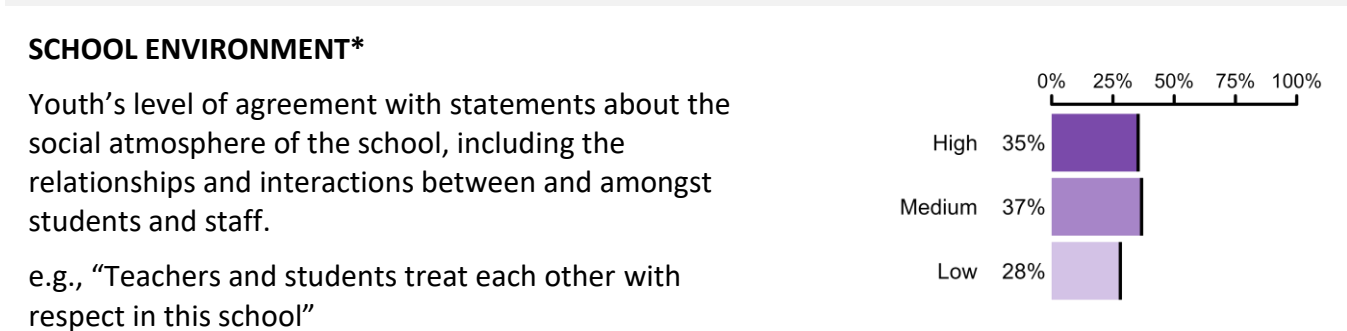 SCHOOL ENVIRONMENT*
Youth’s level of agreement with statements about the
social atmosphere of the school, including the
relationships and interactions between and amongst
students and staff.
e.g., “Teachers and students treat each other with
respect in this school”
0% 25% 50% 75% 100%
High 35%
Medium 37%
Low 28%